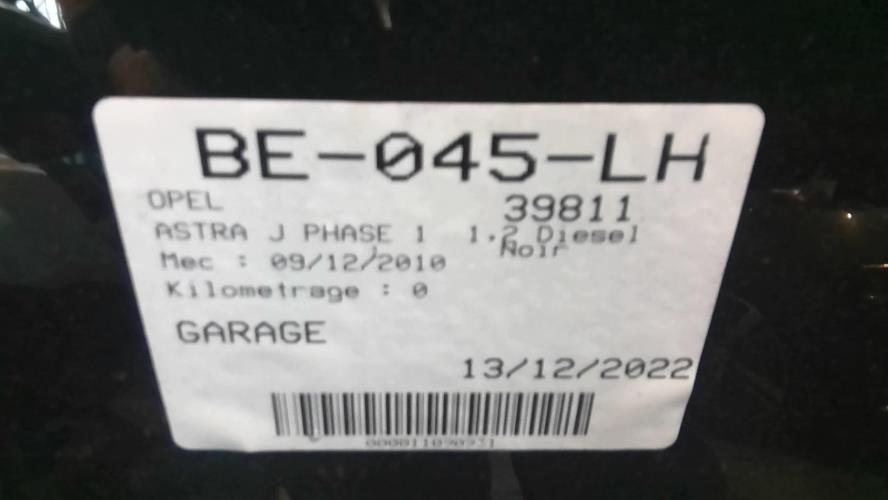 BE-045-LH
OPEL 39811
ASTRA J PHASE 1 1.2 Diesel
Noir
Mec : 09/12/2010
Kilometrage : 0
GARAGE
13/12/2022